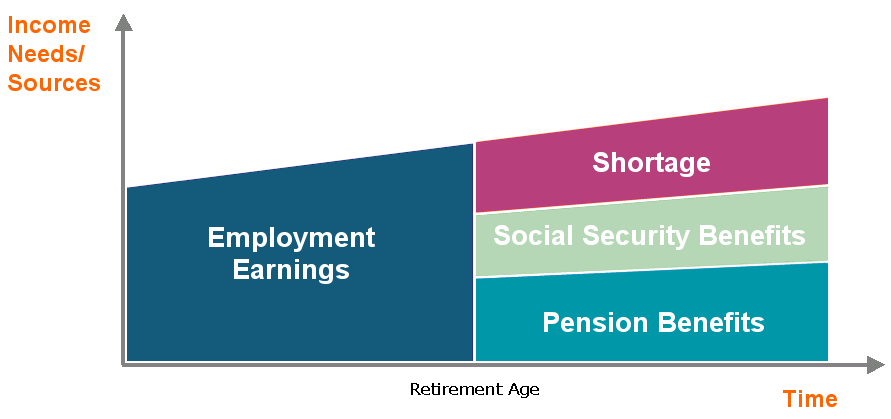 Income
Needs/
Sources
Shortage
Employment
Earnings
Social Security Benefits
Pension Benefits
Retirement Age
Time